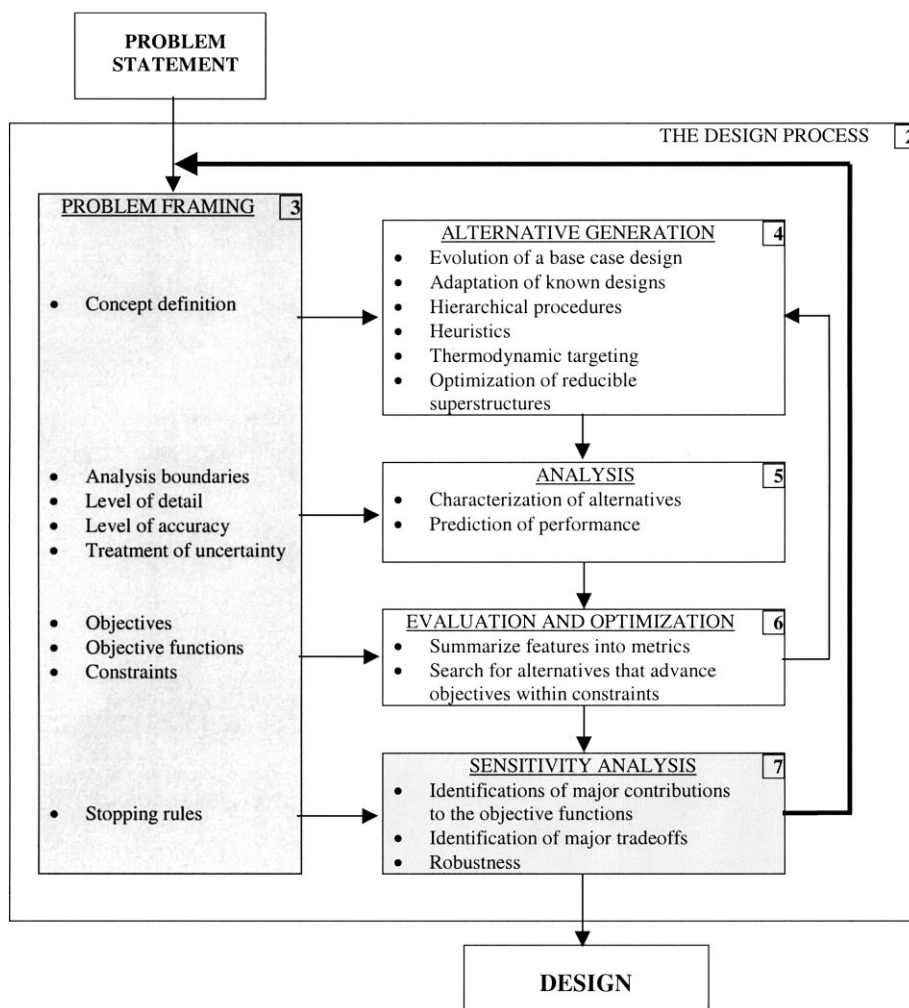 PROBLEM
STATEMENT
THE DESIGN PROCESS 2
PROBLEM FRAMING 3
• Concept definition
• Analysis boundaries
• Level of detail
• Level of accuracy
• Treatment of uncertainty
• Objectives
• Objective functions
• Constraints
• Stopping rules
ALTERNATIVE GENERATION 4
• Evolution of a base case design
• Adaptation of known designs
• Hierarchical procedures
• Heuristics
• Thermodynamic targeting
• Optimization of reducible
superstructures
ANALYSIS 5
• Characterization of alternatives
• Prediction of performance
EVALUATION AND OPTIMIZATION 6
• Summarize features into metrics
• Search for alternatives that advance
objectives within constraints
SENSITIVITY ANALYSIS 7
• Identifications of major contributions
to the objective functions
• Identification of major tradeoffs
• Robustness
DESIGN